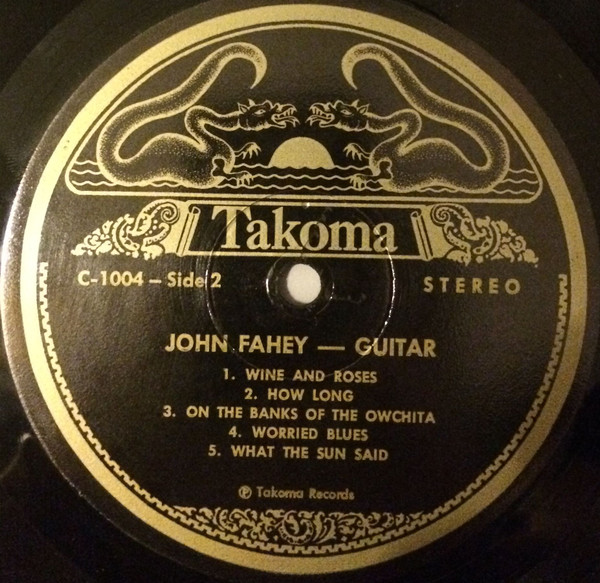 Takoma
C-1004 – Side 2 STEREO
JOHN FAHEY — GUITAR
1. WINE AND ROSES
2. HOW LONG
3. ON THE BANKS OF THE OWCHITA
4. WORRIED BLUES
5. WHAT THE SUN SAID
℗ Takoma Records